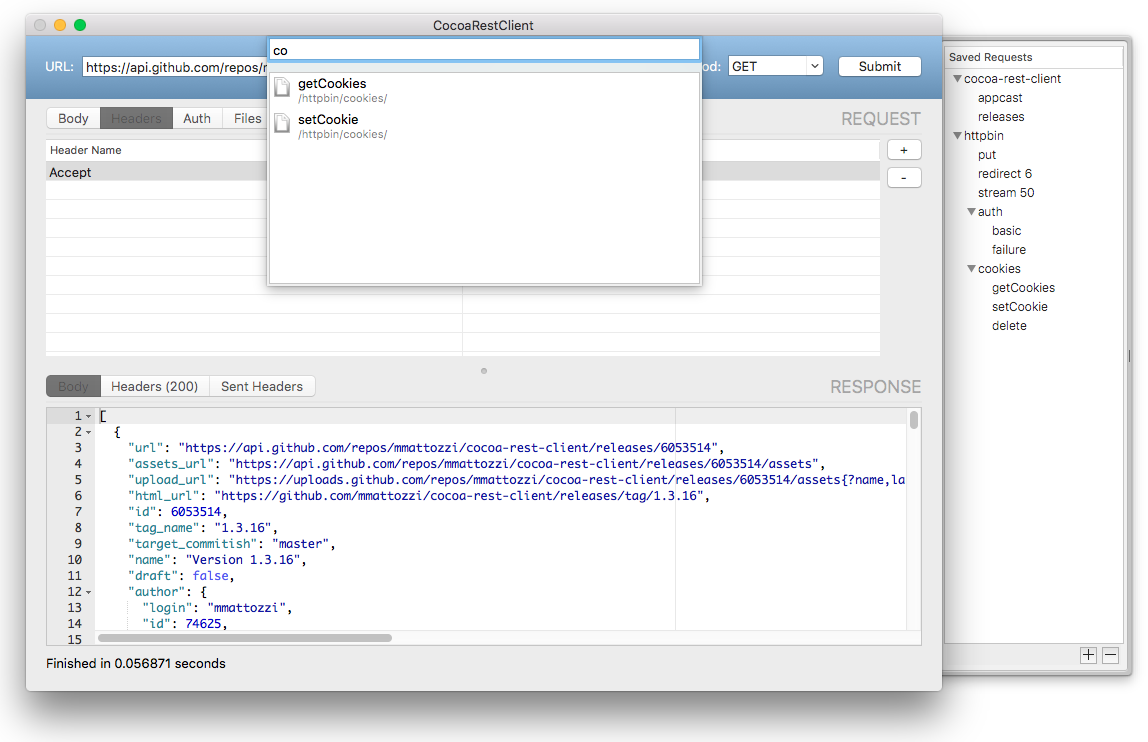 CocoaRestClient
co
URL: https://api.github.com/repos/ od: GET Submit
getCookies
/httpbin/cookies/
setCookie
/httpbin/cookies/
Body Headers Auth Files REQUEST
Header Name +
Accept -
Body Headers (200) Sent Headers RESPONSE
1 [
2 {
3 "url": "https://api.github.com/repos/mmattozzi/cocoa-rest-client/releases/6053514",
4 "assets_url": "https://api.github.com/repos/mmattozzi/cocoa-rest-client/releases/6053514/assets",
5 "upload_url": "https://uploads.github.com/repos/mmattozzi/cocoa-rest-client/releases/6053514/assets{?name,la
6 "html_url": "https://github.com/mmattozzi/cocoa-rest-client/releases/tag/1.3.16",
7 "id": 6053514,
8 "tag_name": "1.3.16",
9 "target_commitish": "master",
10 "name": "Version 1.3.16",
11 "draft": false,
12 "author": {
13 "login": "mmattozzi",
14 "id": 74625,
15
Finished in 0.056871 seconds
Saved Requests
cocoa-rest-client
appcast
releases
httpbin
put
redirect 6
stream 50
auth
basic
failure
cookies
getCookies
setCookie
delete